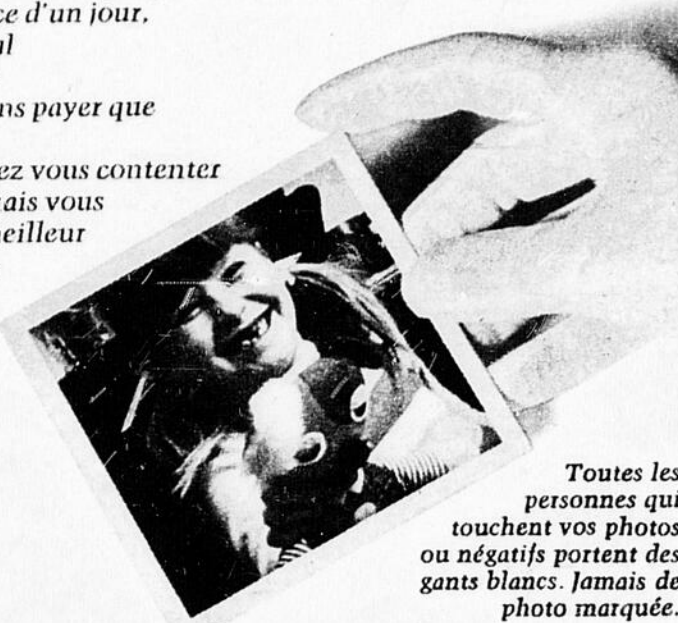 ce d'un jour,
al
ns payer que
ez vous contenter
ais vous
eilleur
Toutes les
personnes qui
touchent vos photos
ou négatifs portent des
gants blancs. Jamais de
photo marquée.